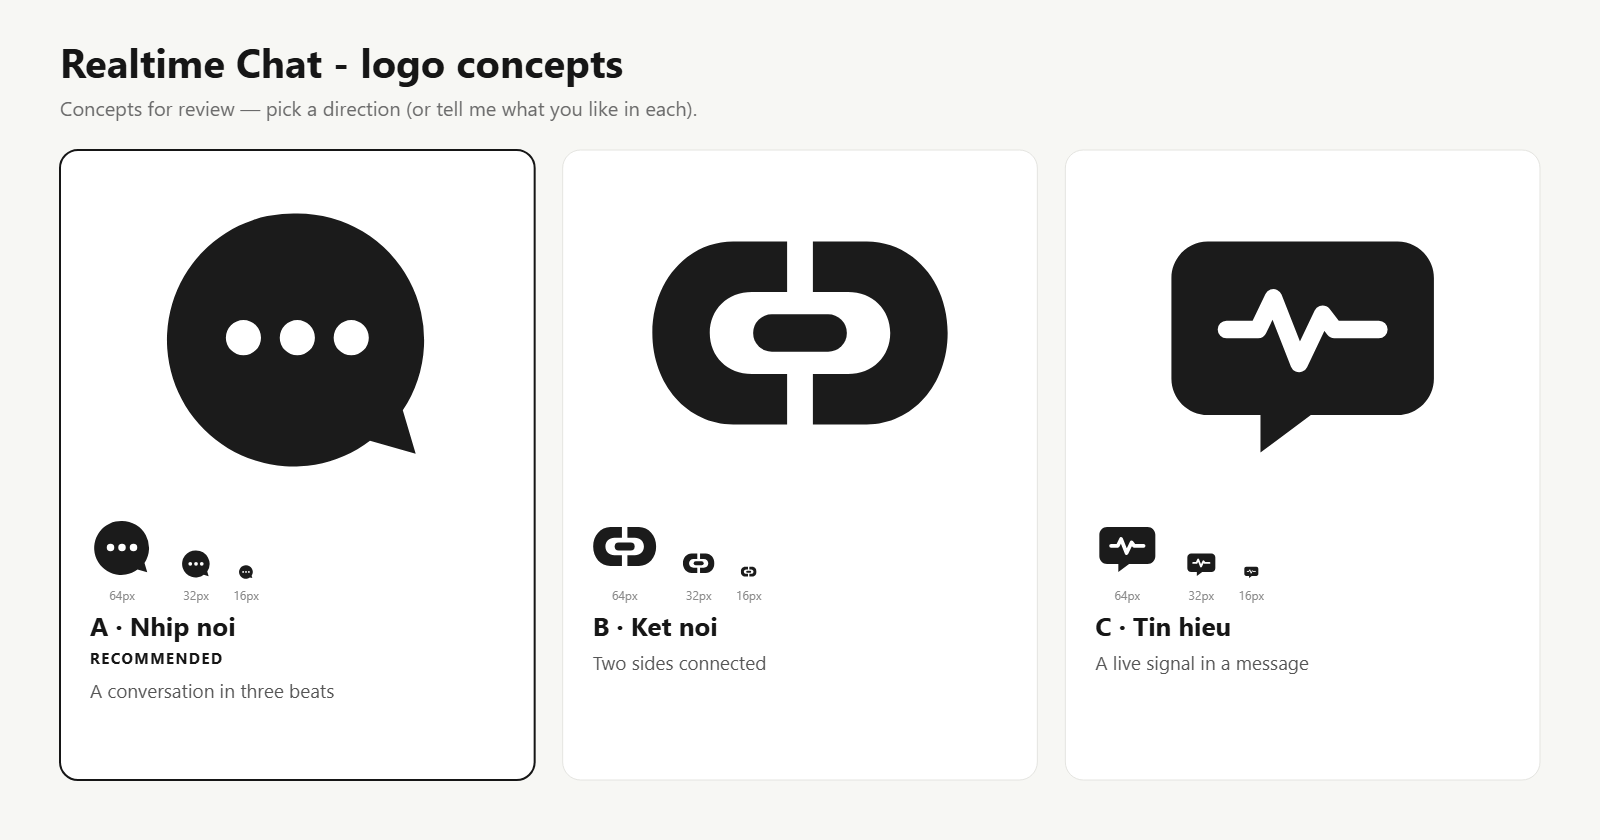 Realtime Chat - logo concepts
Concepts for review — pick a direction (or tell me what you like in each).
64px 32px 16px
A · Nhip noi
RECOMMENDED
A conversation in three beats
64px 32px 16px
B · Ket noi
Two sides connected
64px 32px 16px
C · Tin hieu
A live signal in a message